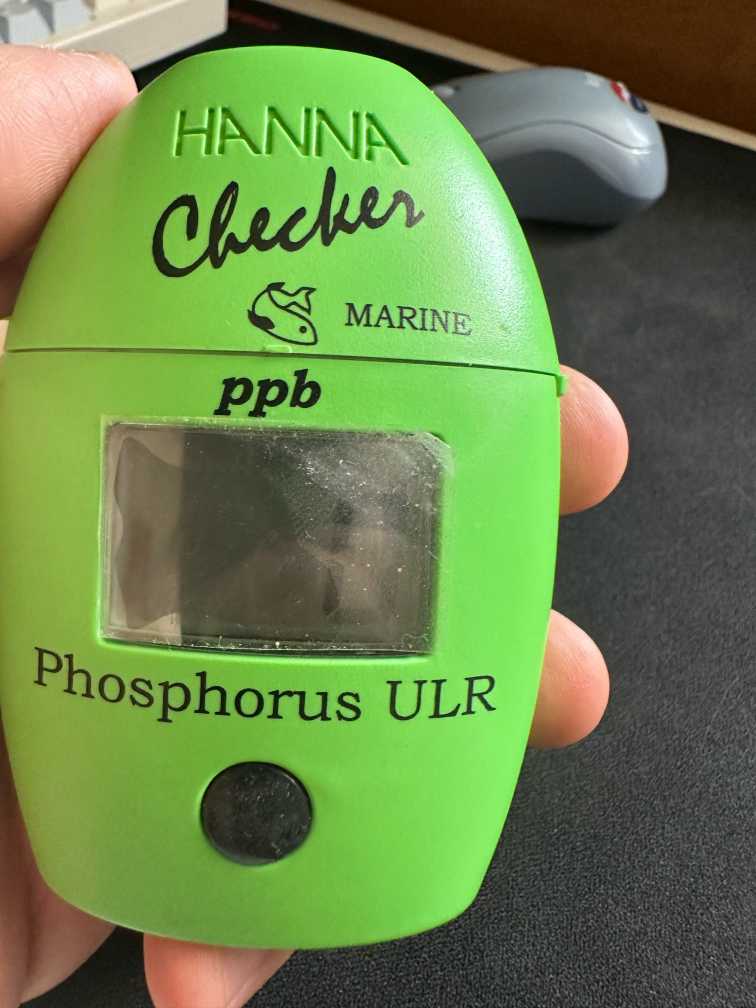 HANNA
Checker
MARINE
ppb
Phosphorus ULR